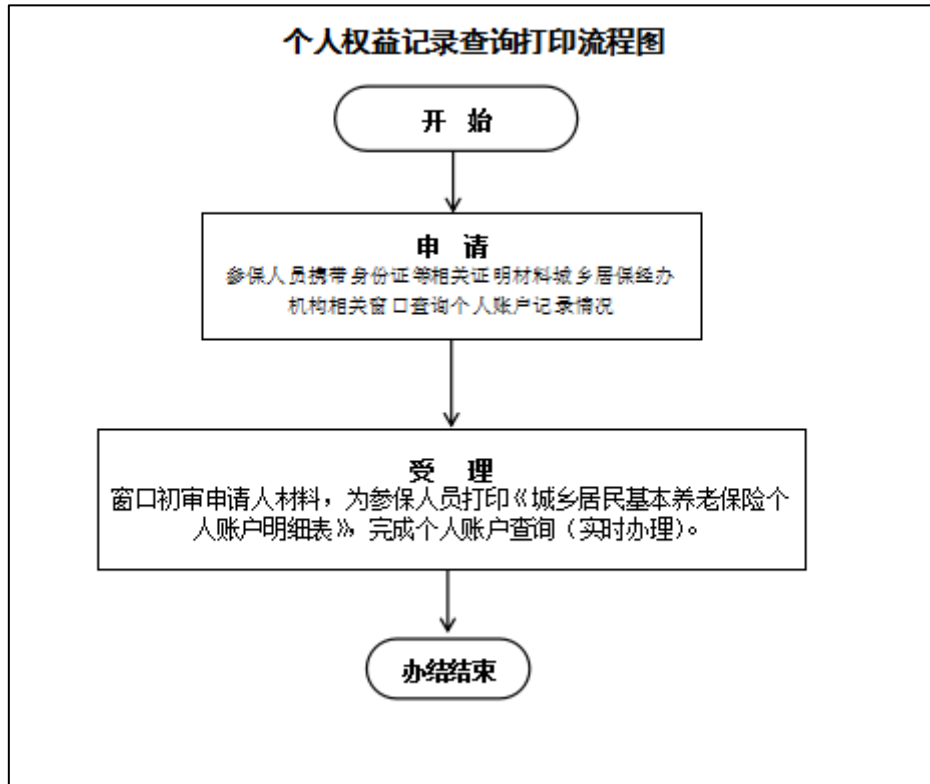 个人权益记录查询打印流程图
开 始
申 请
参保人员携带身份证等相关证明材料城乡居保经办
机构相关窗口查询个人账户记录情况
受 理
窗口初审申请人材料，为参保人员打印《城乡居民基本养老保险个
人账户明细表》，完成个人账户查询（实时办理）。
办结结束